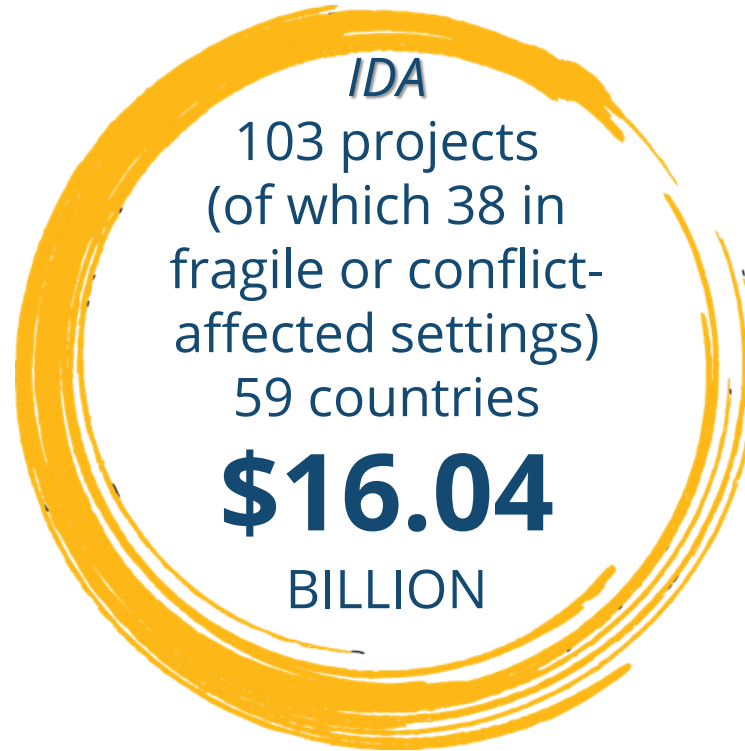 IDA
103 projects
(of which 38 in
fragile or conflict-
affected settings)
59 countries
$16.04
BILLION